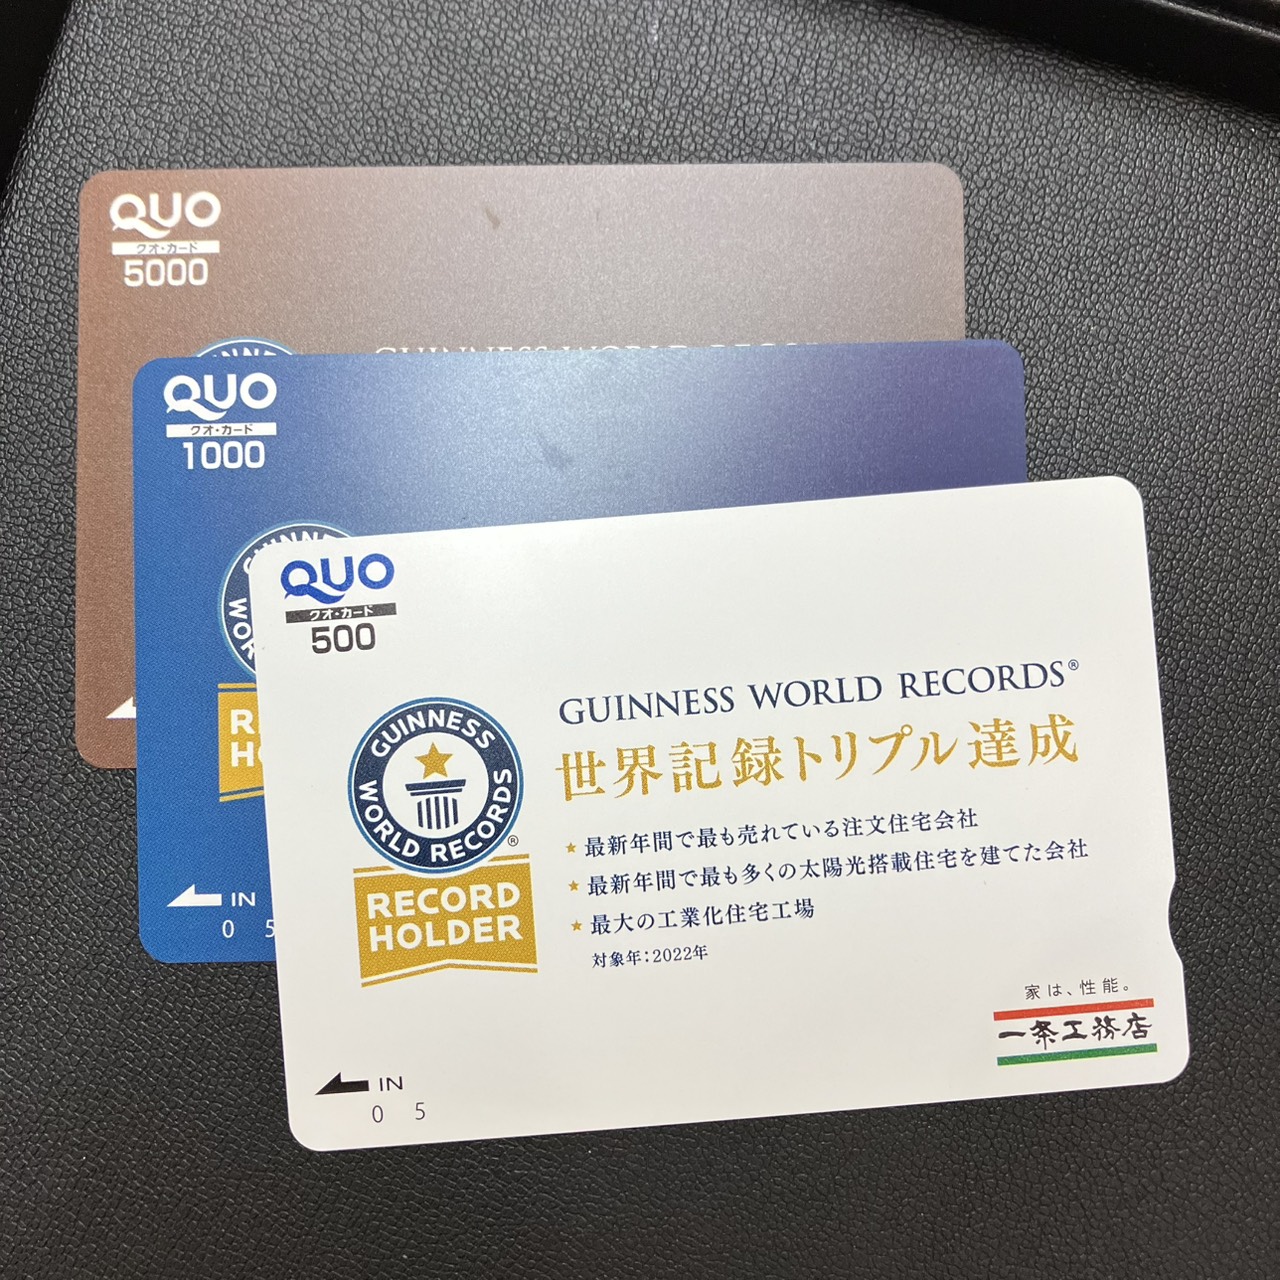 QUO
クオ・カード
5000
GUINNESS WORLD RECORDS
QUO
クオ・カード
1000
IN
0 5
QUO
クオ・カード
500
GUINNESS WORLD RECORDS®
世界記録トリプル達成
★最新年間で最も売れている注文住宅会社
★最新年間で最も多くの太陽光搭載住宅を建てた会社
★最大の工業化住宅工場
対象年:2022年
GUINNESS
WORLD RECORDS®
RECORD
HOLDER
家は、性能。
一条工務店
IN
0 5